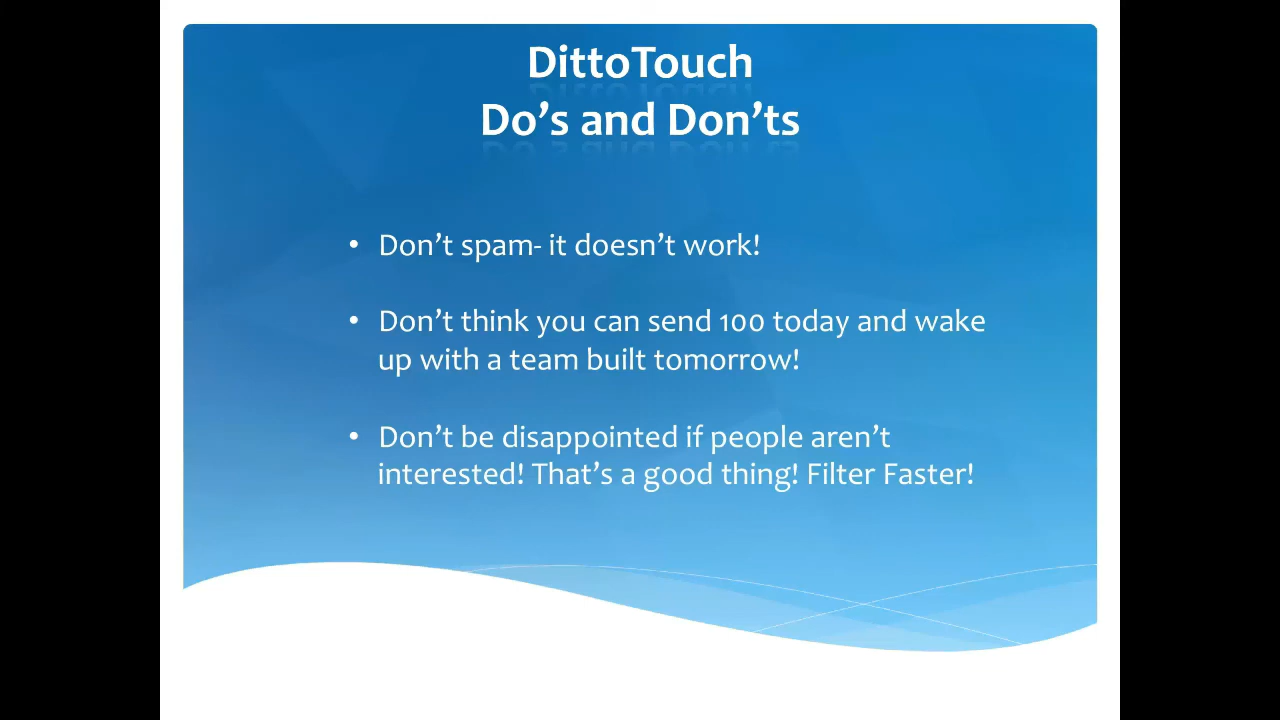 DittoTouch
Do’s and Don’ts
• Don’t spam- it doesn’t work!
• Don’t think you can send 100 today and wake
up with a team built tomorrow!
• Don’t be disappointed if people aren’t
interested! That’s a good thing! Filter Faster!